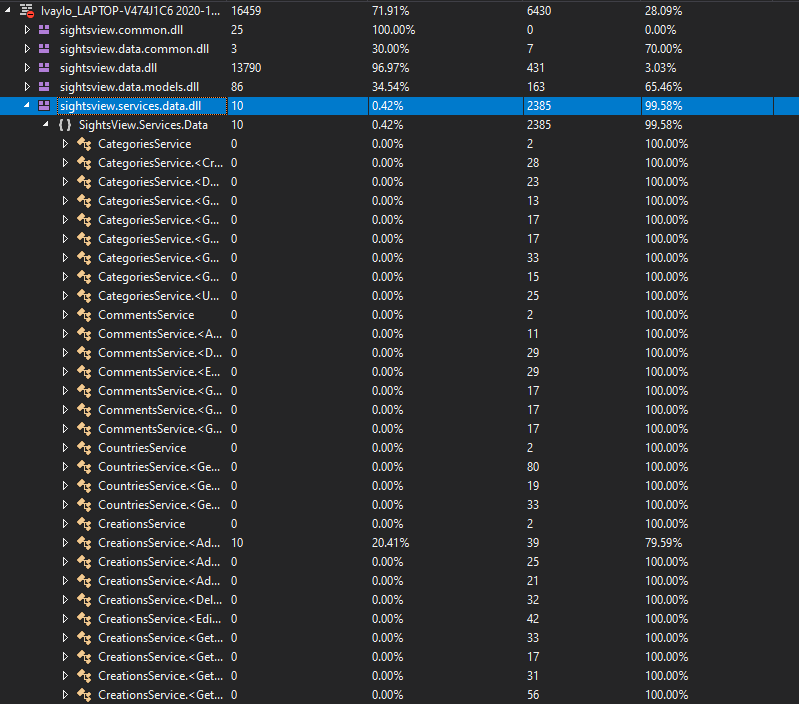 Ivaylo_LAPTOP-V474J1C6 2020-1... 16459 71.91% 6430 28.09%
sightsview.common.dll 25 100.00% 0 0.00%
sightsview.data.common.dll 3 30.00% 7 70.00%
sightsview.data.dll 13790 96.97% 431 3.03%
sightsview.data.models.dll 86 34.54% 163 65.46%
sightsview.services.data.dll 10 0.42% 2385 99.58%
{ } SightsView.Services.Data 10 0.42% 2385 99.58%
CategoriesService 0 0.00% 2 100.00%
CategoriesService.<Cr... 0 0.00% 28 100.00%
CategoriesService.<D... 0 0.00% 23 100.00%
CategoriesService.<G... 0 0.00% 13 100.00%
CategoriesService.<G... 0 0.00% 17 100.00%
CategoriesService.<G... 0 0.00% 17 100.00%
CategoriesService.<G... 0 0.00% 33 100.00%
CategoriesService.<G... 0 0.00% 15 100.00%
CategoriesService.<U... 0 0.00% 25 100.00%
CommentsService 0 0.00% 2 100.00%
CommentsService.<A... 0 0.00% 11 100.00%
CommentsService.<D... 0 0.00% 29 100.00%
CommentsService.<E... 0 0.00% 29 100.00%
CommentsService.<G... 0 0.00% 17 100.00%
CommentsService.<G... 0 0.00% 17 100.00%
CommentsService.<G... 0 0.00% 17 100.00%
CountriesService 0 0.00% 2 100.00%
CountriesService.<Ge... 0 0.00% 80 100.00%
CountriesService.<Ge... 0 0.00% 19 100.00%
CountriesService.<Ge... 0 0.00% 33 100.00%
CreationsService 0 0.00% 2 100.00%
CreationsService.<Ad... 10 20.41% 39 79.59%
CreationsService.<Ad... 0 0.00% 25 100.00%
CreationsService.<Ad... 0 0.00% 21 100.00%
CreationsService.<Del... 0 0.00% 32 100.00%
CreationsService.<Edi... 0 0.00% 42 100.00%
CreationsService.<Get... 0 0.00% 33 100.00%
CreationsService.<Get... 0 0.00% 17 100.00%
CreationsService.<Get... 0 0.00% 31 100.00%
CreationsService.<Get... 0 0.00% 56 100.00%